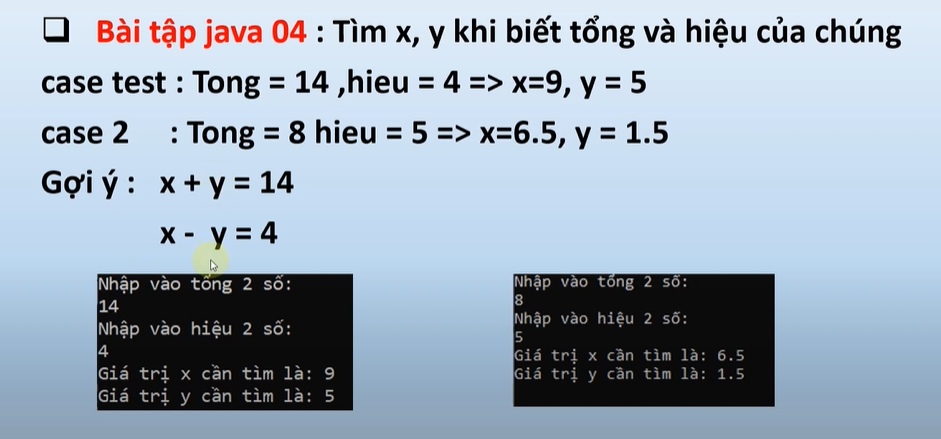 ❑ Bài tập java 04 : Tìm x, y khi biết tổng và hiệu của chúng
case test : Tong = 14 ,hieu = 4 => x=9, y = 5
case 2 : Tong = 8 hieu = 5 => x=6.5, y = 1.5
Gợi ý : x + y = 14
x - y = 4
Nhập vào tổng 2 số:
14
Nhập vào hiệu 2 số:
4
Giá trị x cần tìm là: 9
Giá trị y cần tìm là: 5
Nhập vào tổng 2 số:
8
Nhập vào hiệu 2 số:
5
Giá trị x cần tìm là: 6.5
Giá trị y cần tìm là: 1.5